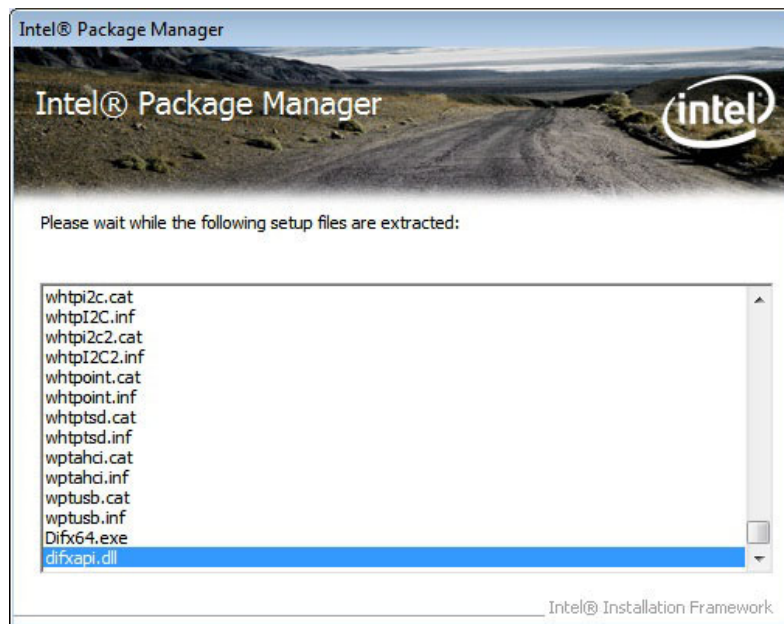 Intel® Package Manager
Intel® Package Manager
intel
Please wait while the following setup files are extracted:
whtpi2c.cat
whtpI2C.inf
whtpi2c2.cat
whtpI2C2.inf
whtpoint.cat
whtpoint.inf
whtptsd.cat
whtptsd.inf
wptahci.cat
wptahci.inf
wptusb.cat
wptusb.inf
Difx64.exe
difxapi.dll
Intel® Installation Framework